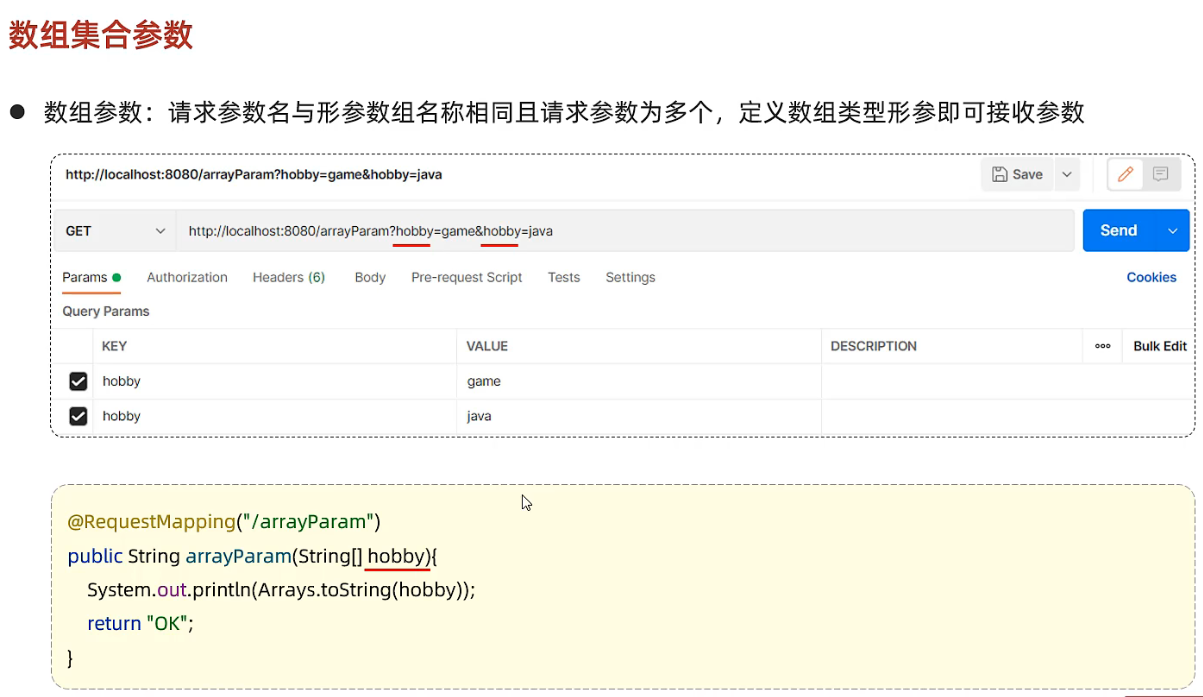 数组集合参数
● 数组参数：请求参数名与形参数组名称相同且请求参数为多个，定义数组类型形参即可接收参数
http://localhost:8080/arrayParam?hobby=game&hobby=java
Save
GET http://localhost:8080/arrayParam?hobby=game&hobby=java Send
Params Authorization Headers (6) Body Pre-request Script Tests Settings Cookies
Query Params
KEY VALUE DESCRIPTION ooo Bulk Edit
hobby game
hobby java
@RequestMapping("/arrayParam")
public String arrayParam(String[] hobby){
System.out.println(Arrays.toString(hobby));
return "OK";
}